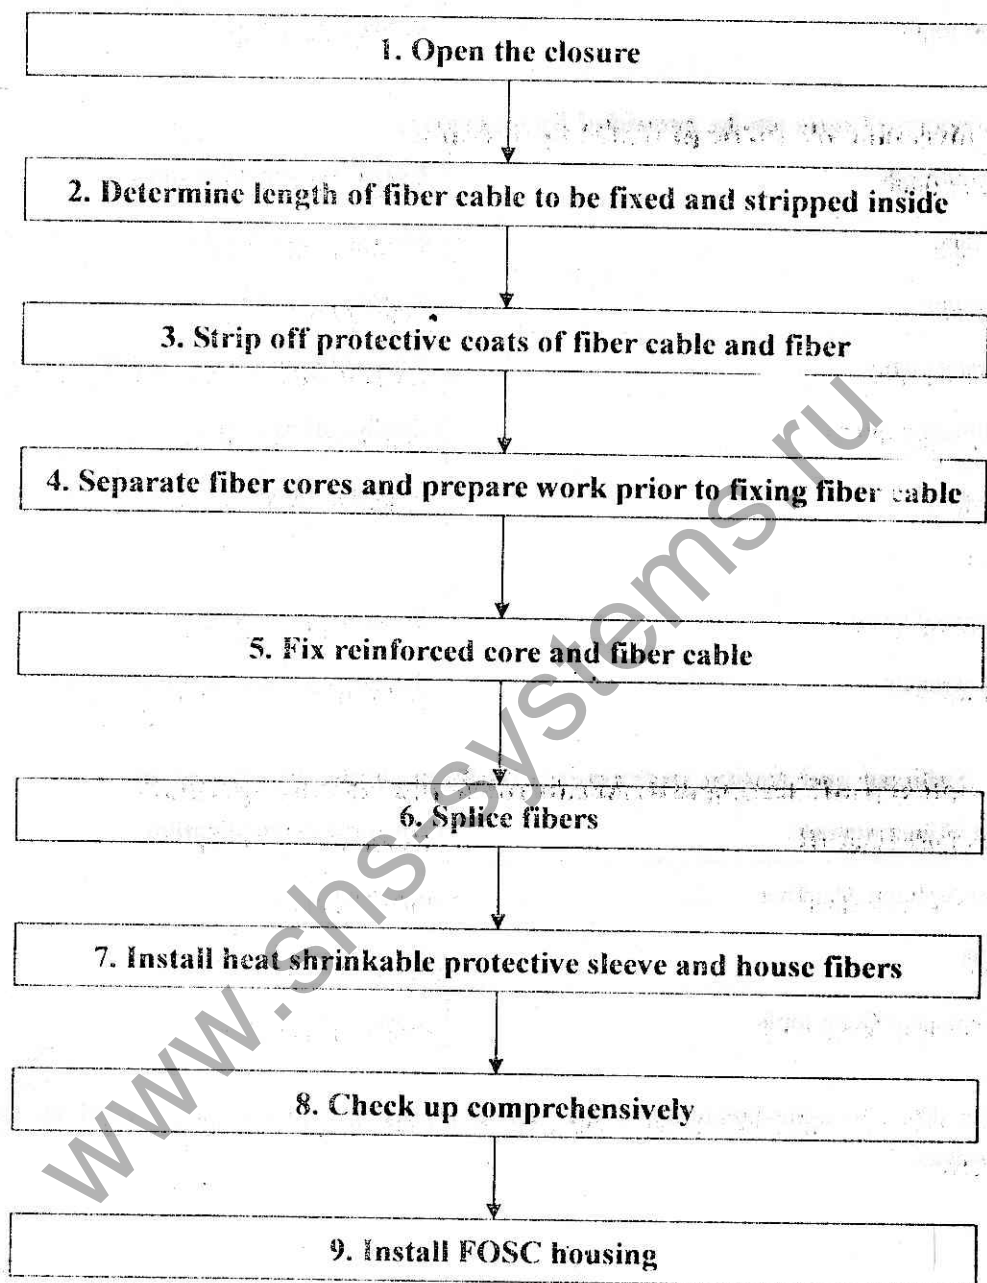 1. Open the closure
2. Determine length of fiber cable to be fixed and stripped inside
3. Strip off protective coats of fiber cable and fiber
4. Separate fiber cores and prepare work prior to fixing fiber cable
5. Fix reinforced core and fiber cable
6. Splice fibers
7. Install heat shrinkable protective sleeve and house fibers
8. Check up comprehensively
9. Install FOSC housing
www.shs-systems.ru